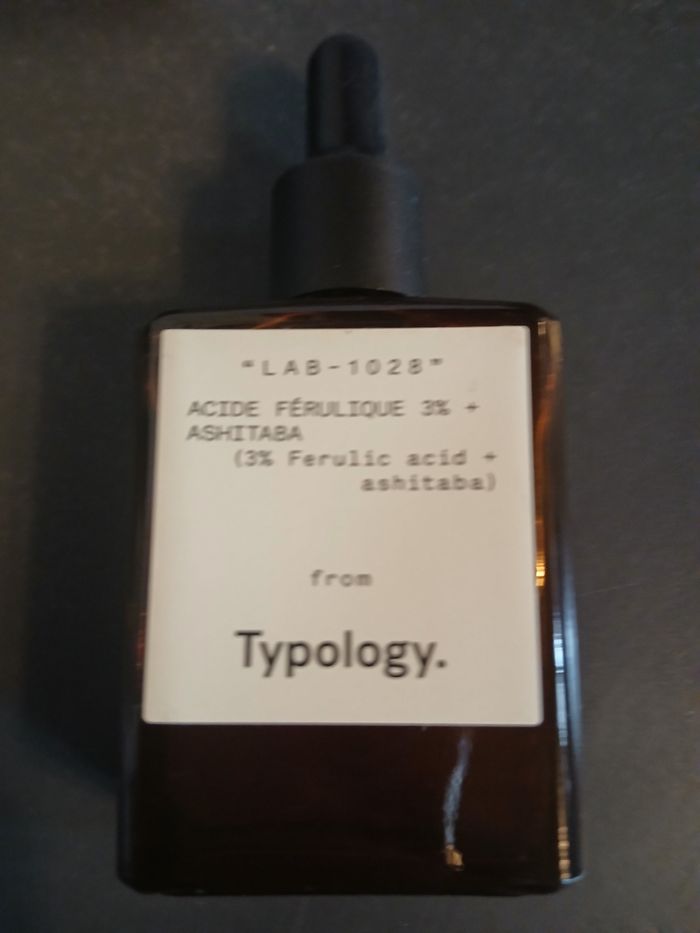 “LAB-1028”
ACIDE FÉRULIQUE 3% +
ASHITABA
(3% Ferulic acid +
ashitaba)
from
Typology.